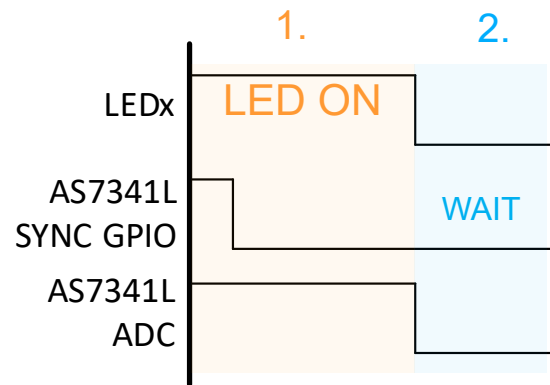 1.
2.
LEDx
LED ON
AS7341L
SYNC GPIO
WAIT
AS7341L
ADC